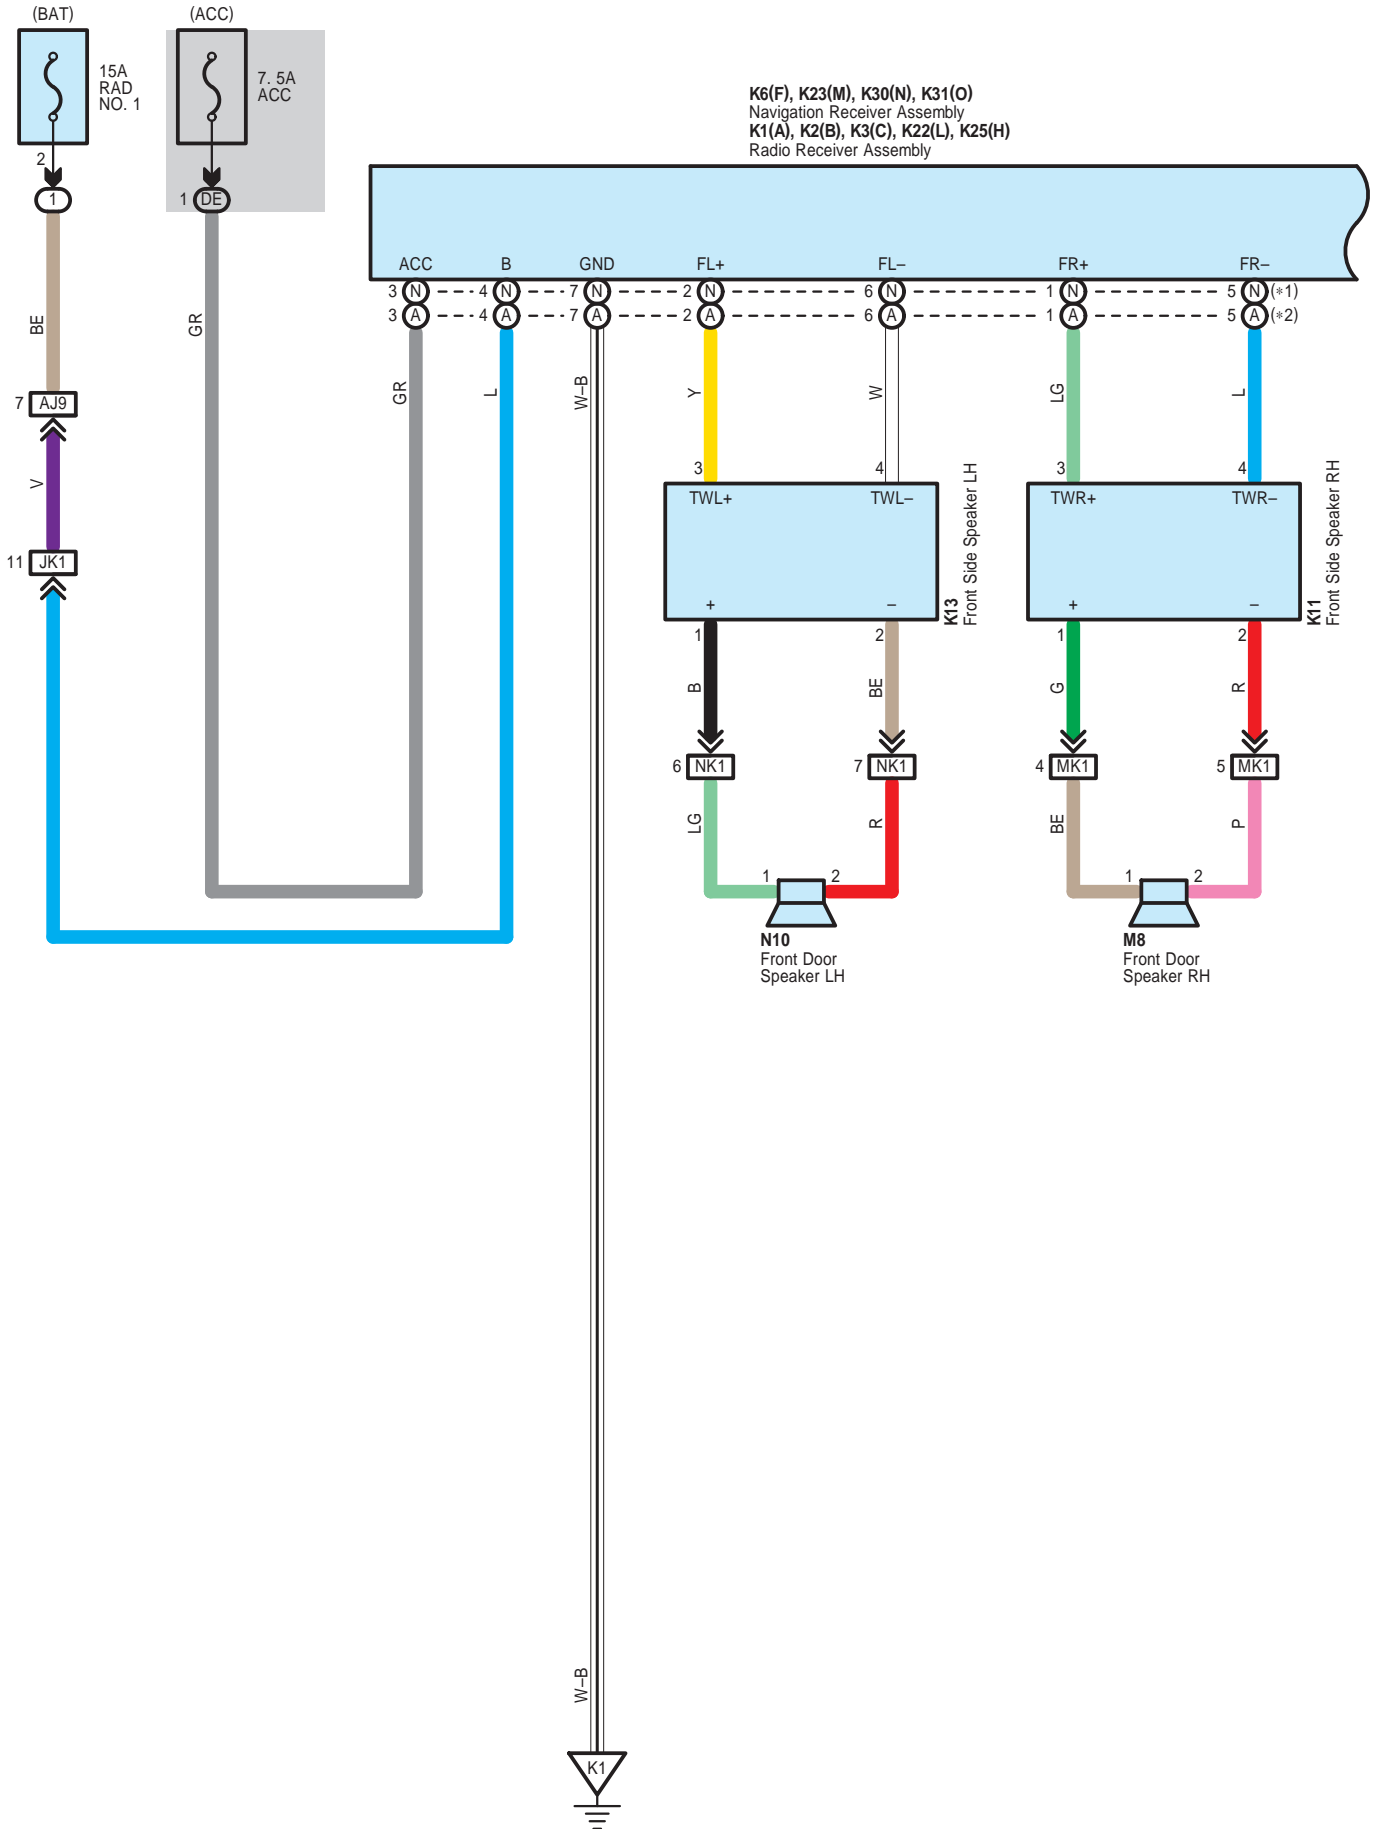 (BAT)
(ACC)
15A
RAD
NO. 1
7. 5A
ACC
2
1
1 DE
K6(F), K23(M), K30(N), K31(O)
Navigation Receiver Assembly
K1(A), K2(B), K3(C), K22(L), K25(H)
Radio Receiver Assembly
ACC B GND FL+ FL– FR+ FR–
3 N 4 N 7 N 2 N 6 N 1 N 5 N (*1)
3 A 4 A 7 A 2 A 6 A 1 A 5 A (*2)
BE
GR
GR
L
W–B
Y
W
LG
L
7 AJ9
V
11 JK1
3 4
TWL+ TWL–
+ –
1 2
K13
Front Side Speaker LH
3 4
TWR+ TWR–
+ –
1 2
K11
Front Side Speaker RH
B
BE
G
R
6 NK1
7 NK1
4 MK1
5 MK1
LG
R
BE
P
1 2
1 2
N10
Front Door
Speaker LH
M8
Front Door
Speaker RH
W–B
K1